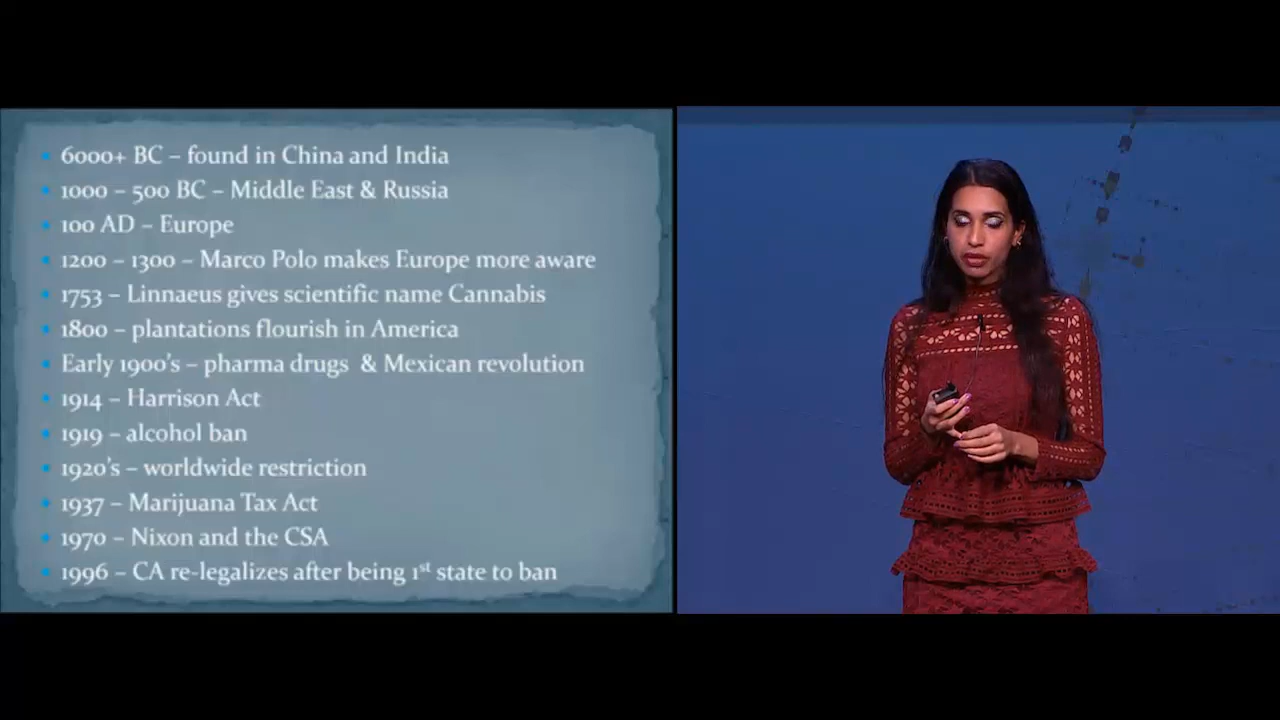 6000+ BC – found in China and India
1000 – 500 BC – Middle East & Russia
100 AD – Europe
1200 – 1300 – Marco Polo makes Europe more aware
1753 – Linnaeus gives scientific name Cannabis
1800 – plantations flourish in America
Early 1900's – pharma drugs & Mexican revolution
1914 – Harrison Act
1919 – alcohol ban
1920's – worldwide restriction
1937 – Marijuana Tax Act
1970 – Nixon and the CSA
1996 – CA re-legalizes after being 1st state to ban